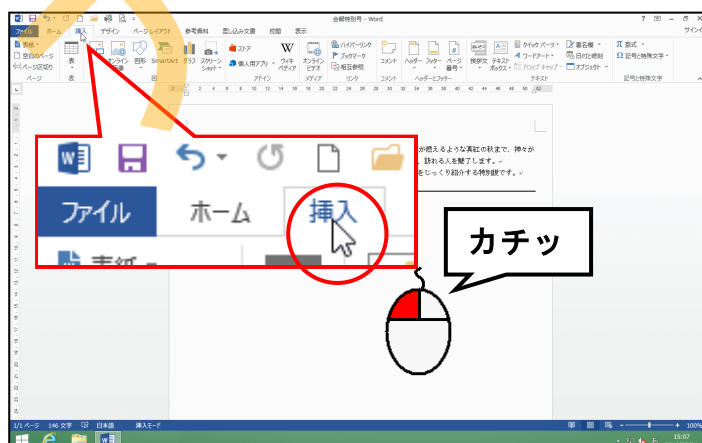 会報特別号 - Word
サインイ
ファイル ホーム 挿入 デザイン ページレイアウト 参考資料 差し込み文書 校閲 表示
表紙
空白のページ
ページ区切り
表
オンライン 図形 SmartArt グラフ スクリーンショット
ストア
個人用アプリ
ウィキペディア
オンラインビデオ
ハイパーリンク
ブックマーク
相互参照
コメント
ヘッダー フッター ページ番号
挨拶文 テキストボックス
クイック パーツ
ワードアート
ドロップ キャップ
署名欄
日付と時刻
オブジェクト
数式
記号と特殊文字
ページ 表 図 アドイン メディア リンク コメント ヘッダーとフッター テキスト 記号と特殊文字
が燃えるような真紅の秋まで、神々が
、訪れる人を魅了します。
をじっくり紹介する特別版です。
ファイル ホーム 挿入
表紙
カチッ
1/1 ページ 146 文字 日本語 挿入モード
100%
15:07